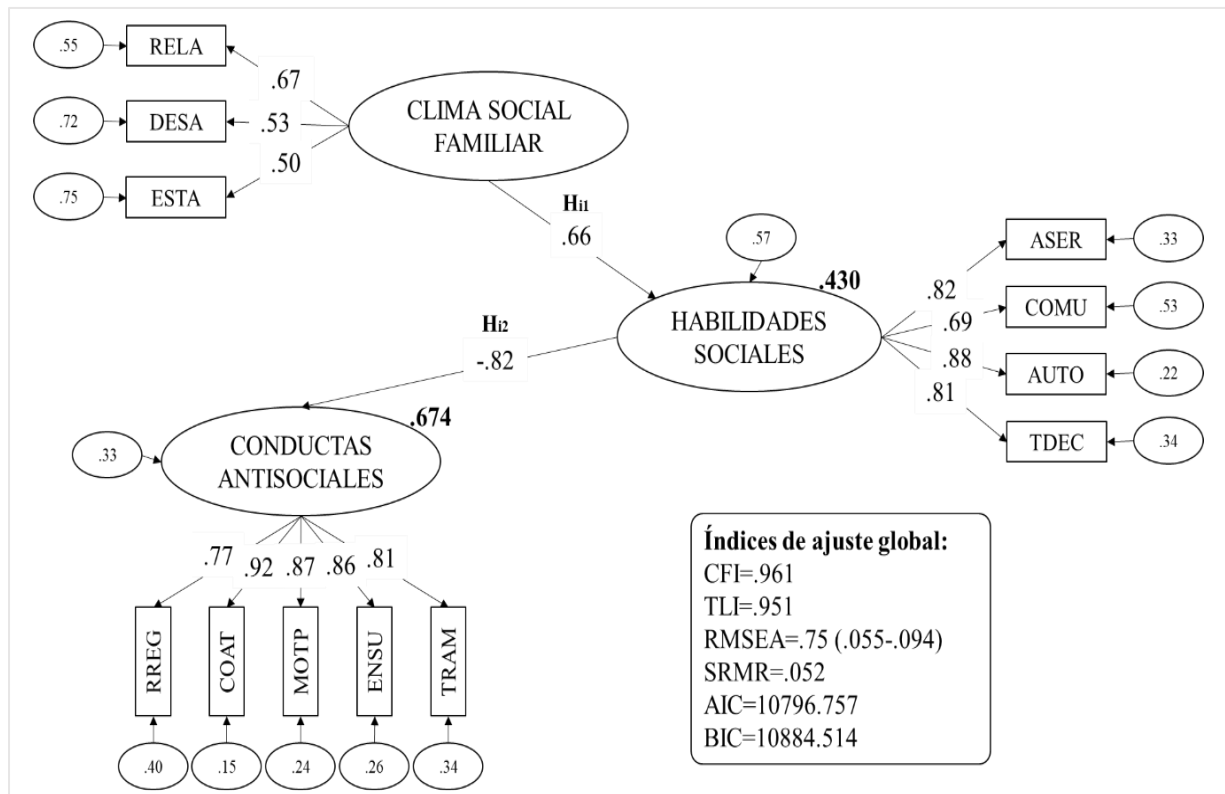 .55
RELA
.67
.72
DESA
.53
.75
ESTA
.50
CLIMA SOCIAL
FAMILIAR
Hi1
.66
.57
.430
HABILIDADES
SOCIALES
.82
ASER
.33
.69
COMU
.53
.88
AUTO
.22
.81
TDEC
.34
Hi2
-.82
.674
.33
CONDUCTAS
ANTISOCIALES
.77 .92 .87 .86 .81
RREG COAT MOTP ENSU TRAM
.40 .15 .24 .26 .34
Índices de ajuste global:
CFI=.961
TLI=.951
RMSEA=.75 (.055-.094)
SRMR=.052
AIC=10796.757
BIC=10884.514